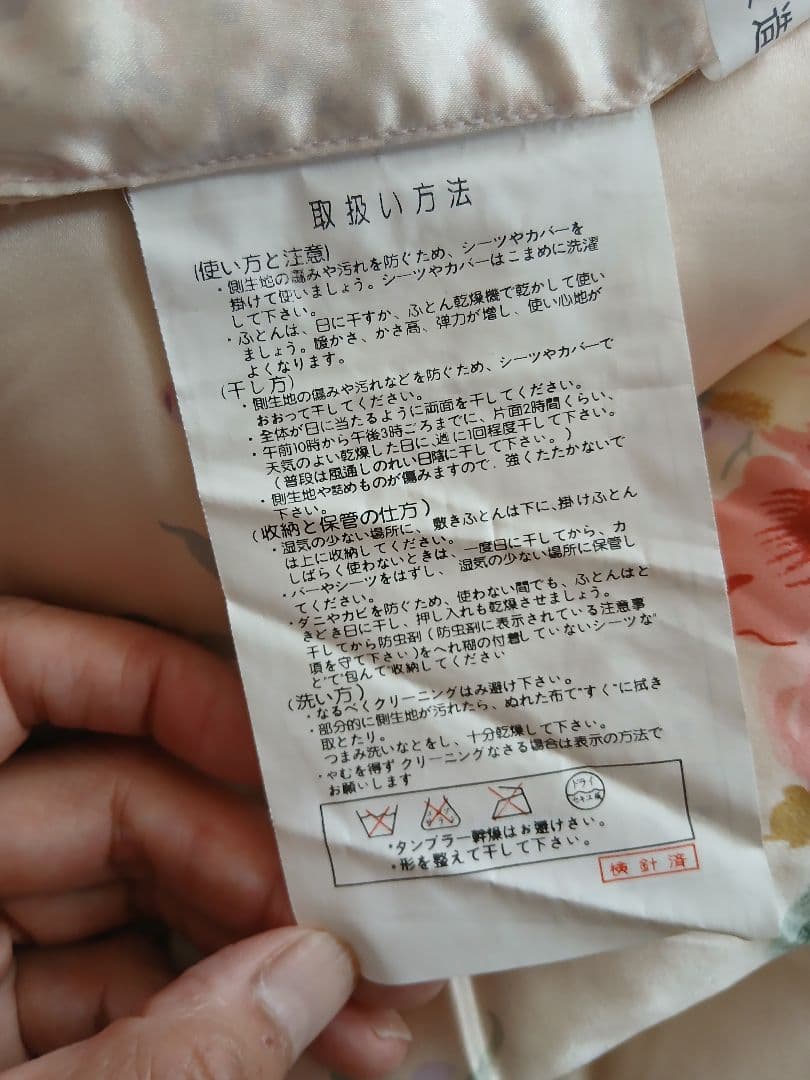 取扱い方法
(使い方と注意)
・側生地の傷みや汚れを防ぐため、シーツやカバーを
掛けて使いましょう。シーツやカバーはこまめに洗濯
して下さい。
・ふとんは、日に干すか、ふとん乾燥機で乾かして使い
ましょう。暖かさ、かさ高、弾力が増し、使い心地が
よくなります。
(干し方)
・側生地の傷みや汚れなどを防ぐため、シーツやカバーで
おおって干してください。
・全体が日に当たるように両面を干してください。
・午前10時から午後3時ごろまでに、片面2時間くらい、
天気のよい乾燥した日に、週に1回程度干して下さい。
(普段は風通しのれい日陰に干して下さい。)
・側生地や詰めものが傷みますので、強くたたかないで
下さい。
(収納と保管の仕方)
・湿気の少ない場所に、敷きふとんは下に、掛けふとん
は上に収納してください。
しばらく使わないときは、一度日に干してから、カ
・バーやシーツをはずし、湿気の少ない場所に保管し
てください。
・ダニやカビを防ぐため、使わない間でも、ふとんはと
きどき日に干し、押し入れも乾燥させましょう。
干してから防虫剤(防虫剤に表示されている注意事
項を守て下さい)をへれ糊の付着していないシーツな
どで包んで収納してください
(洗い方)
・なるべくクリーニングはみ避け下さい。
・部分的に側生地が汚れたら、ぬれた布ですぐに拭き
取とたり。
つまみ洗いなとをし、十分乾燥して下さい。
・やむを得ずクリーニングなさる場合は表示の方法で
お願いします
ドライ
セキユ系
・タンブラー幹燥はお避けさい。
・形を整えて干して下さい。
検針済